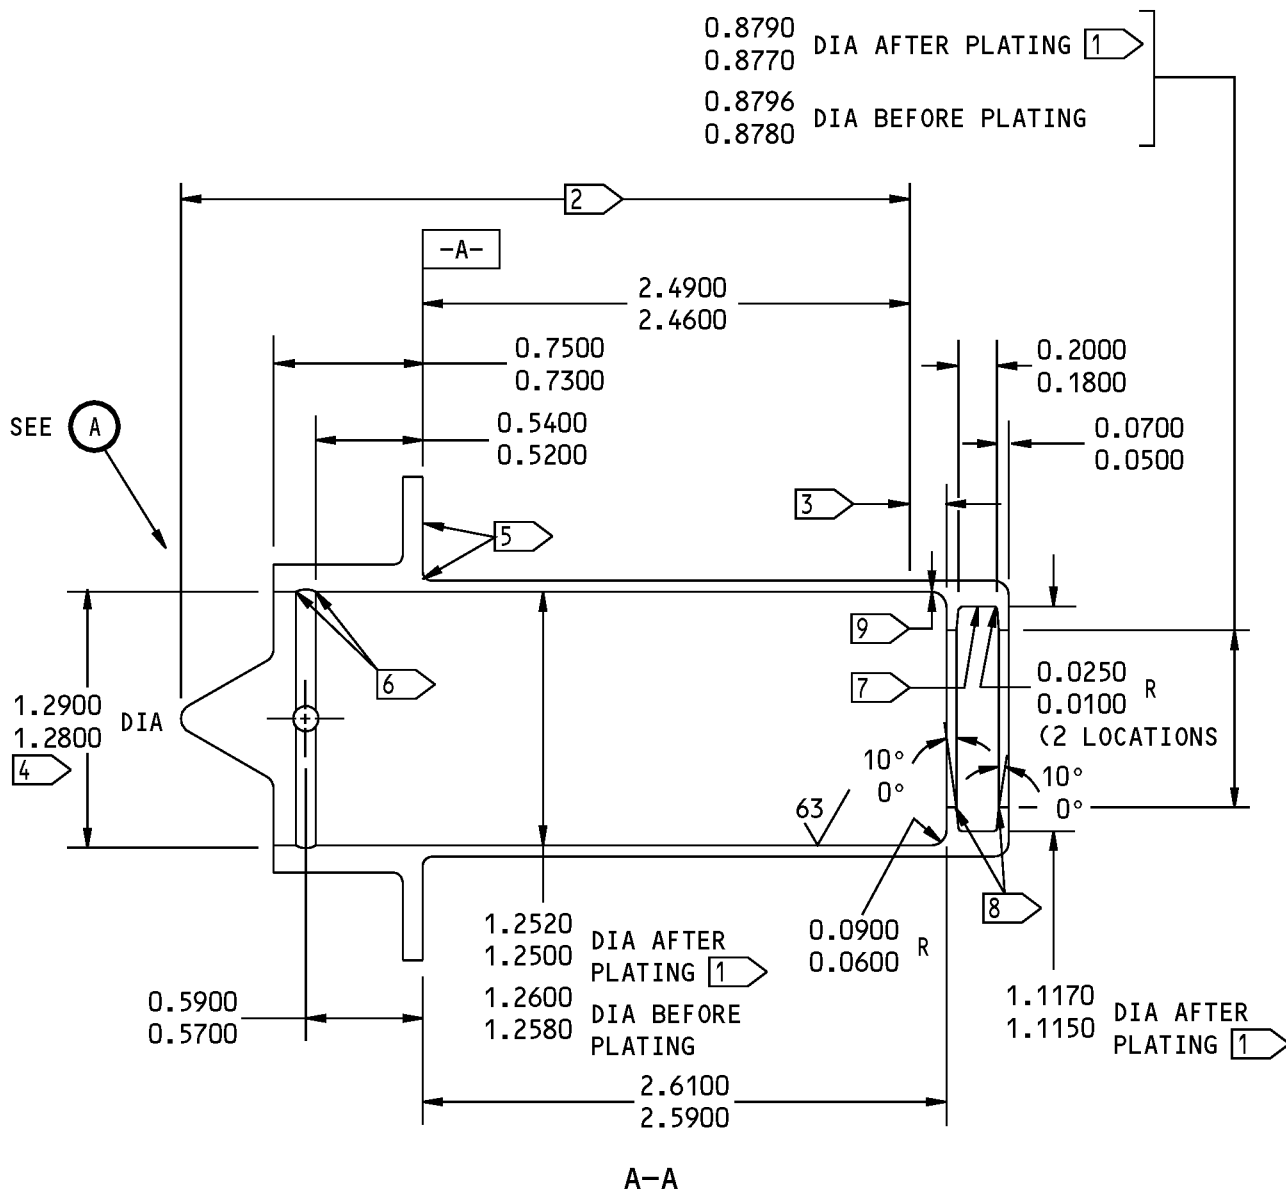 0.8790
0.8770
DIA AFTER PLATING 1
0.8796
0.8780
DIA BEFORE PLATING
2
-A-
2.4900
2.4600
0.7500
0.7300
0.2000
0.1800
SEE A
0.5400
0.5200
0.0700
0.0500
3
5
9
6
7
0.0250
0.0100
R
(2 LOCATIONS
1.2900
1.2800
DIA
4
10°
0°
10°
0°
63
8
1.2520
1.2500
DIA AFTER
PLATING 1
0.0900
0.0600
R
1.2600
1.2580
DIA BEFORE
PLATING
0.5900
0.5700
1.1170
1.1150
DIA AFTER
PLATING 1
2.6100
2.5900
A-A